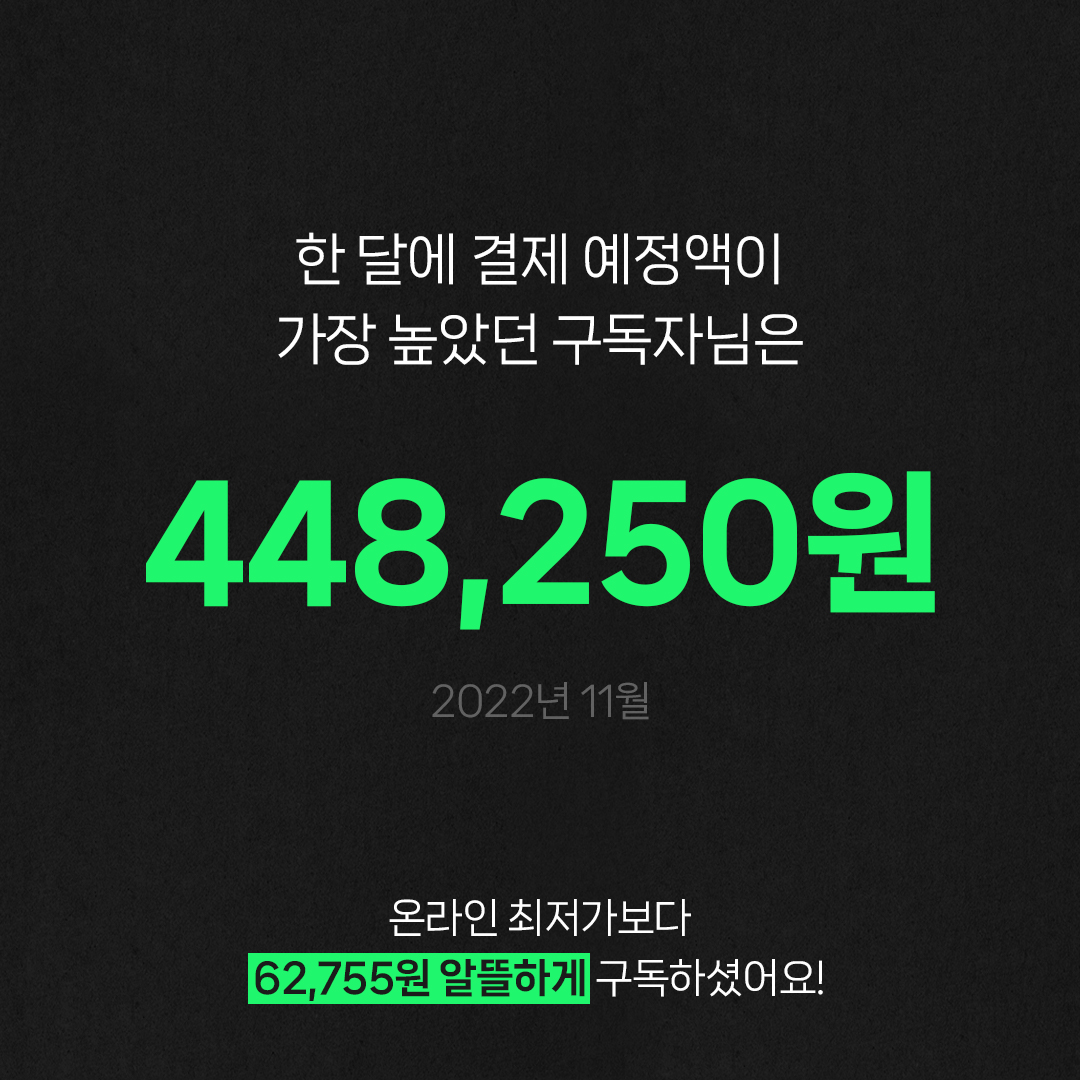 한 달에 결제 예정액이
가장 높았던 구독자님은
448,250원
2022년 11월
온라인 최저가보다
62,755원 알뜰하게 구독하셨어요!